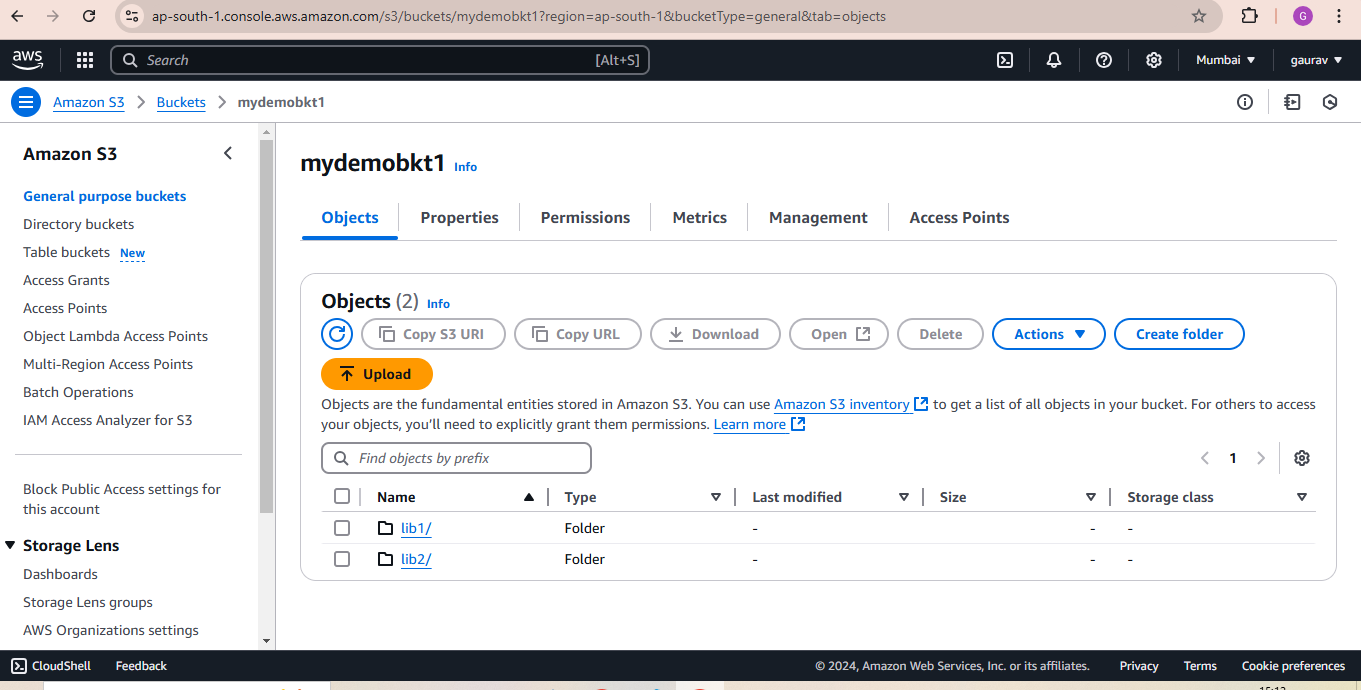 ap-south-1.console.aws.amazon.com/s3/buckets/mydemobkt1?region=ap-south-1&bucketType=general&tab=objects
G
aws
Search [Alt+S]
Mumbai
gaurav
Amazon S3 Buckets mydemobkt1
Amazon S3
General purpose buckets
Directory buckets
Table buckets New
Access Grants
Access Points
Object Lambda Access Points
Multi-Region Access Points
Batch Operations
IAM Access Analyzer for S3
Block Public Access settings for
this account
Storage Lens
Dashboards
Storage Lens groups
AWS Organizations settings
mydemobkt1 Info
Objects Properties Permissions Metrics Management Access Points
Objects (2) Info
Copy S3 URI Copy URL Download Open Delete Actions Create folder
Upload
Objects are the fundamental entities stored in Amazon S3. You can use Amazon S3 inventory to get a list of all objects in your bucket. For others to access
your objects, you’ll need to explicitly grant them permissions. Learn more
Find objects by prefix
1
Name Type Last modified Size Storage class
lib1/ Folder - - -
lib2/ Folder - - -
CloudShell Feedback © 2024, Amazon Web Services, Inc. or its affiliates. Privacy Terms Cookie preferences